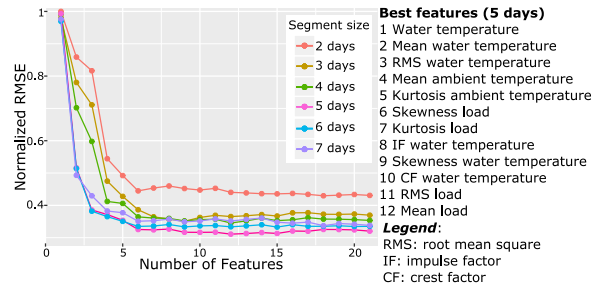 Normalized RMSE
1
0.8
0.6
0.4
0
5
10
15
20
Number of Features
Segment size
2 days
3 days
4 days
5 days
6 days
7 days
Best features (5 days)
1 Water temperature
2 Mean water temperature
3 RMS water temperature
4 Mean ambient temperature
5 Kurtosis ambient temperature
6 Skewness load
7 Kurtosis load
8 IF water temperature
9 Skewness water temperature
10 CF water temperature
11 RMS load
12 Mean load
Legend:
RMS: root mean square
IF: impulse factor
CF: crest factor